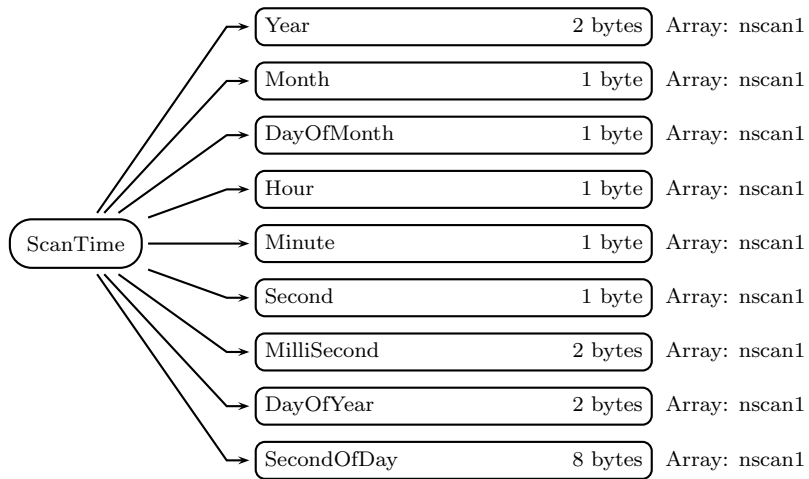 Year 2 bytes Array: nscan1
Month 1 byte Array: nscan1
DayOfMonth 1 byte Array: nscan1
Hour 1 byte Array: nscan1
ScanTime Minute 1 byte Array: nscan1
Second 1 byte Array: nscan1
MilliSecond 2 bytes Array: nscan1
DayOfYear 2 bytes Array: nscan1
SecondOfDay 8 bytes Array: nscan1